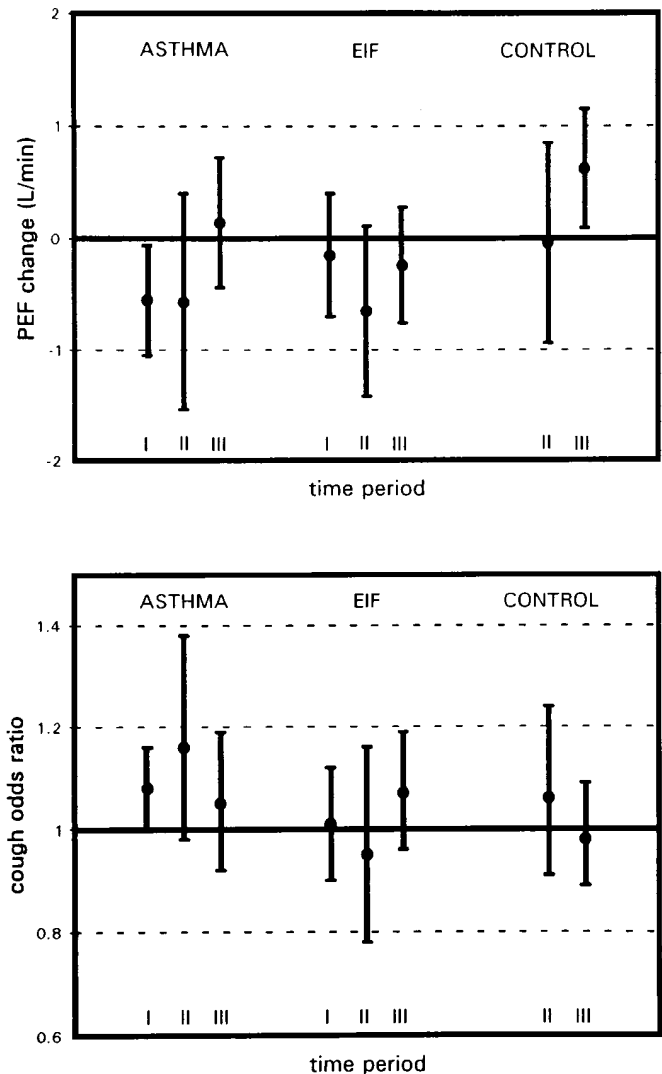 2
ASTHMA EIF CONTROL
1
0
-1
I II III I II III II III
-2
PEF change (L/min)
time period
ASTHMA EIF CONTROL
1.4
1.2
1
0.8
I II III I II III II III
0.6
cough odds ratio
time period